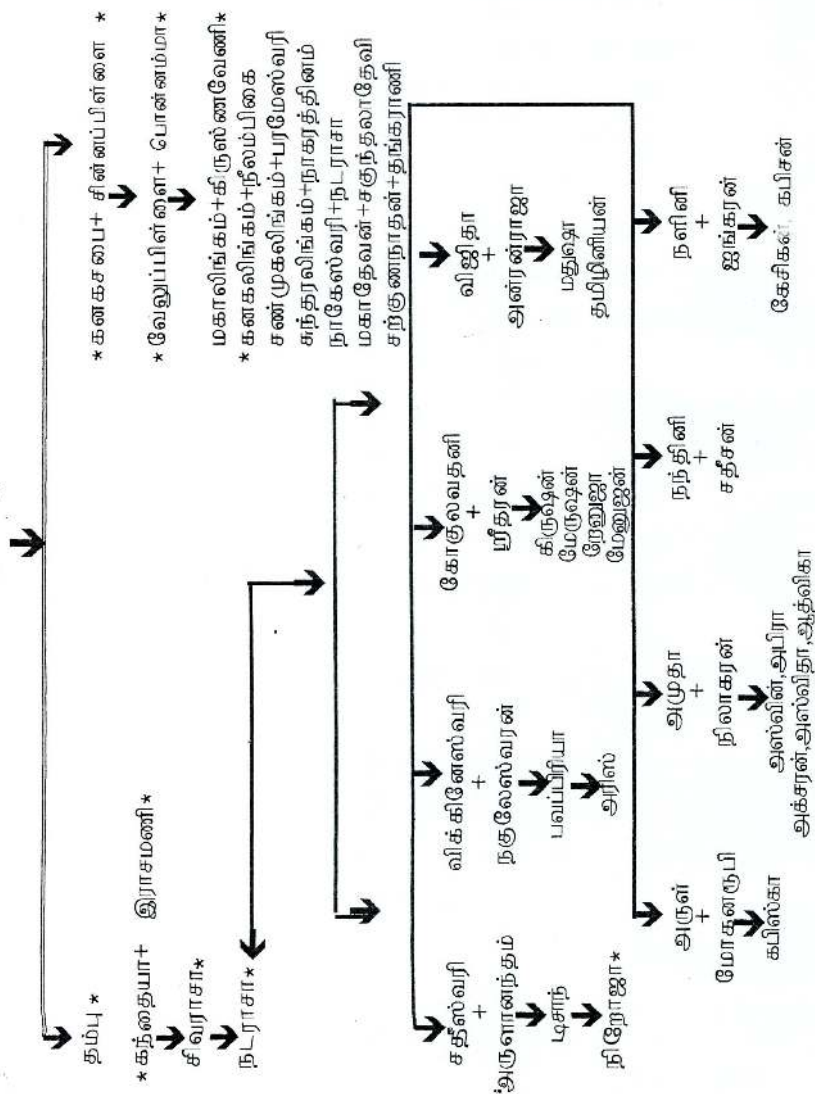 தம்பு*
*கந்தையா+ இராசமணி*
சிவராசா*
நடராசா*
*கனகசபை+ சின்னப்பிள்ளை *
*வேலுப்பிள்ளை+ பொன்னம்மா*
மகாலிங்கம்+கிருஸ்ணவேணி*
*கனகலிங்கம்+நீலம்பிகை
சண்முகலிங்கம்+பரமேஸ்வரி
சுந்தரலிங்கம்+நாகரத்தினம்
நாகேஸ்வரி+நடராசா
மகாதேவன்+சகுந்தலாதேவி
சற்குணநாதன்+தங்கராணி
சதீஸ்வரி
+
*அருளானந்தம்
டிசாந்
நிறோஜா*
விக்கினேஸ்வரி
+
நகுலேஸ்வரன்
பவப்பிரியா
அரிஸ்
கோகுலவதனி
+
ஸ்ரீதரன்
கிருஷன்
மேருஷன்
றேனுஜா
மேனுஜன்
விஜிதா
+
அன்ரன்ராஜா
மதுஷா
தமிழினியன்
அருள்
+
மோகனரூபி
கபிஸ்கா
அமுதா
+
நிலாகரன்
அஸ்வின்,அபிரா
அக்சரன்,அஸ்விதா,ஆத்விகா
நந்தினி
+
சதீசன்
நளினி
+
ஐங்கரன்
கேசிகன், கபிசன்